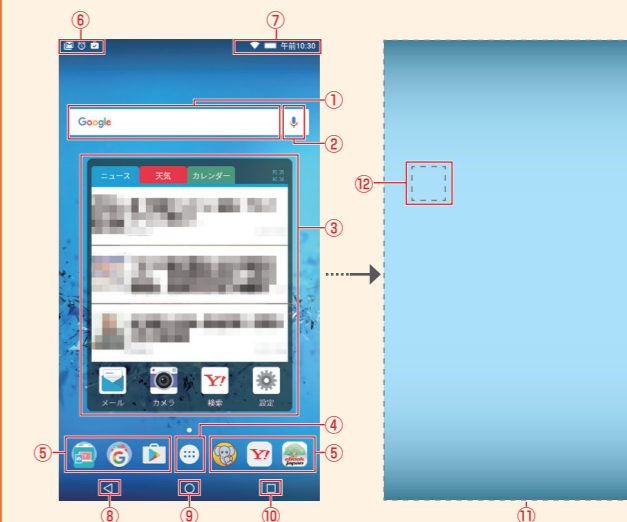 ⑥ ⑦
午前10:30
①
Google
②
ニュース 天気 カレンダー
⑫
③
メール カメラ 検索 設定
④
⑤ ⑤
G Y!
⑧ ⑨ ⑩ ⑪